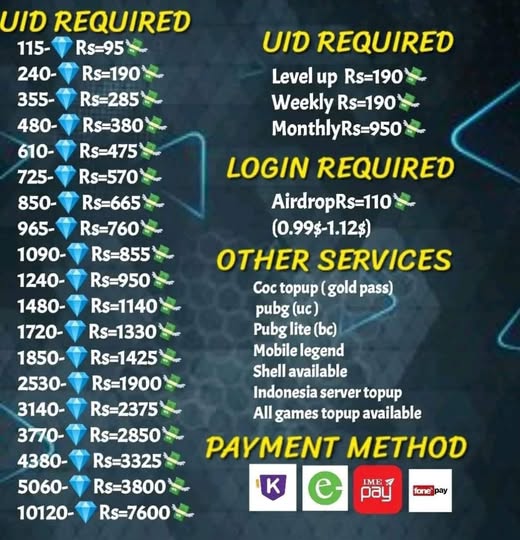 UID REQUIRED
115-💎Rs=95💸
240-💎Rs=190💸
355-💎Rs=285💸
480-💎Rs=380💸
610-💎Rs=475💸
725-💎Rs=570💸
850-💎Rs=665💸
965-💎Rs=760💸
1090-💎Rs=855💸
1240-💎Rs=950💸
1480-💎Rs=1140💸
1720-💎Rs=1330💸
1850-💎Rs=1425💸
2530-💎Rs=1900💸
3140-💎Rs=2375💸
3770-💎Rs=2850💸
4380-💎Rs=3325💸
5060-💎Rs=3800💸
10120-💎Rs=7600💸
UID REQUIRED
Level up Rs=190💸
Weekly Rs=190💸
MonthlyRs=950💸
LOGIN REQUIRED
AirdropRs=110💸
(0.99$-1.12$)
OTHER SERVICES
Coc topup ( gold pass)
pubg (uc )
Pubg lite (bc)
Mobile legend
Shell available
Indonesia server topup
All games topup available
PAYMENT METHOD
K e IME pay fonepay